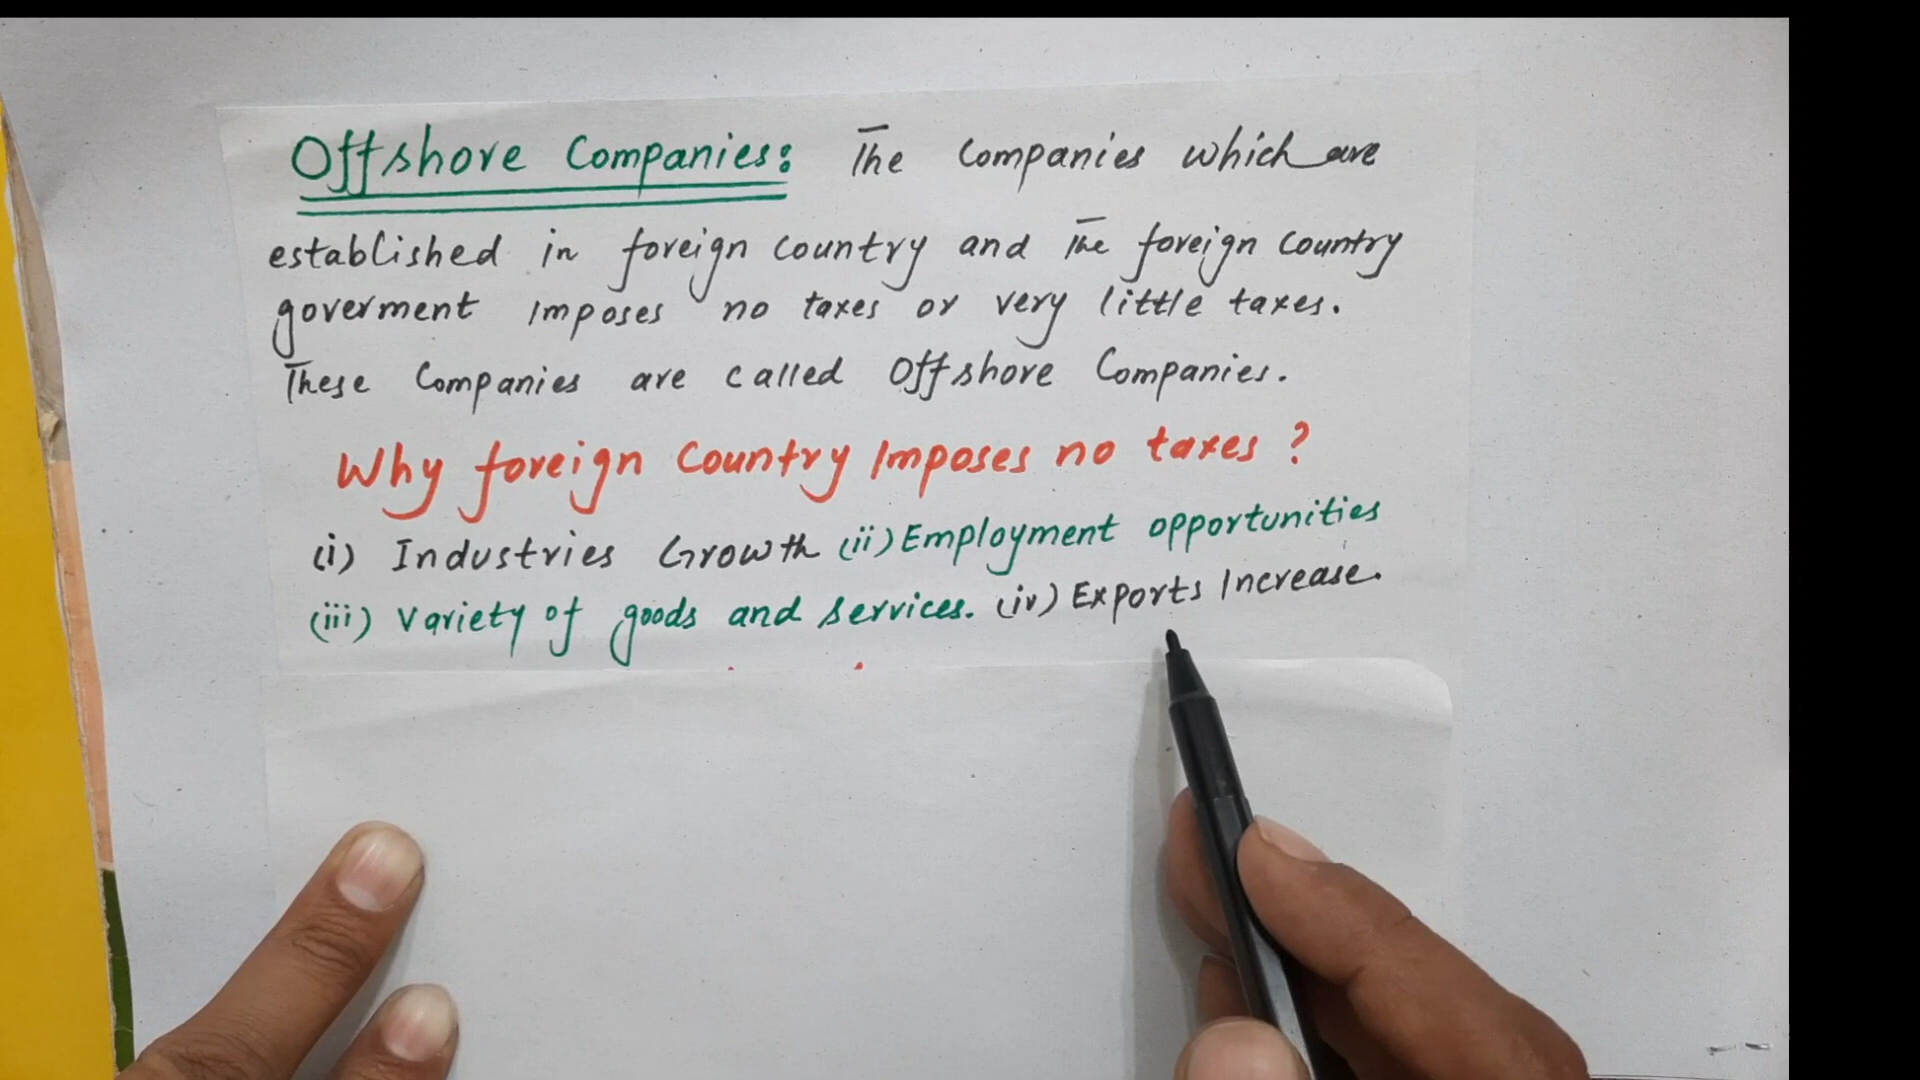 Offshore Companies: The Companies which are
established in foreign country and The foreign country
goverment Imposes no taxes or very little taxes.
These Companies are called Offshore Companies.
Why foreign Country Imposes no taxes?
(i) Industries Growth (ii) Employment opportunities
(iii) Variety of goods and services. (iv) Exports Increase.